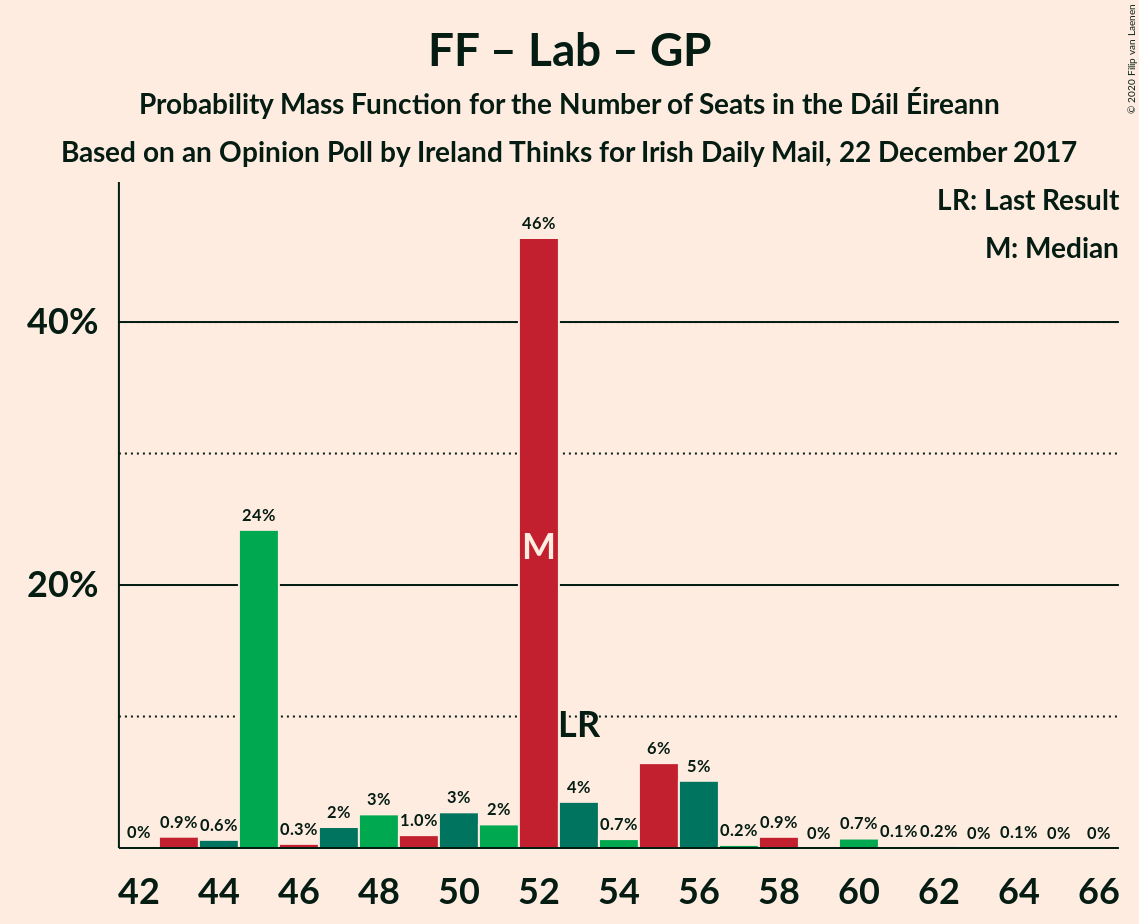 FF – Lab – GP
Probability Mass Function for the Number of Seats in the Dáil Éireann
Based on an Opinion Poll by Ireland Thinks for Irish Daily Mail, 22 December 2017
© 2020 Filip van Laenen
LR: Last Result
M: Median
40%
20%
0% 0.9% 0.6% 24% 0.3% 2% 3% 1.0% 3% 2% 46% 4% 0.7% 6% 5% 0.2% 0.9% 0% 0.7% 0.1% 0.2% 0% 0.1% 0% 0%
M
LR
42 44 46 48 50 52 54 56 58 60 62 64 66